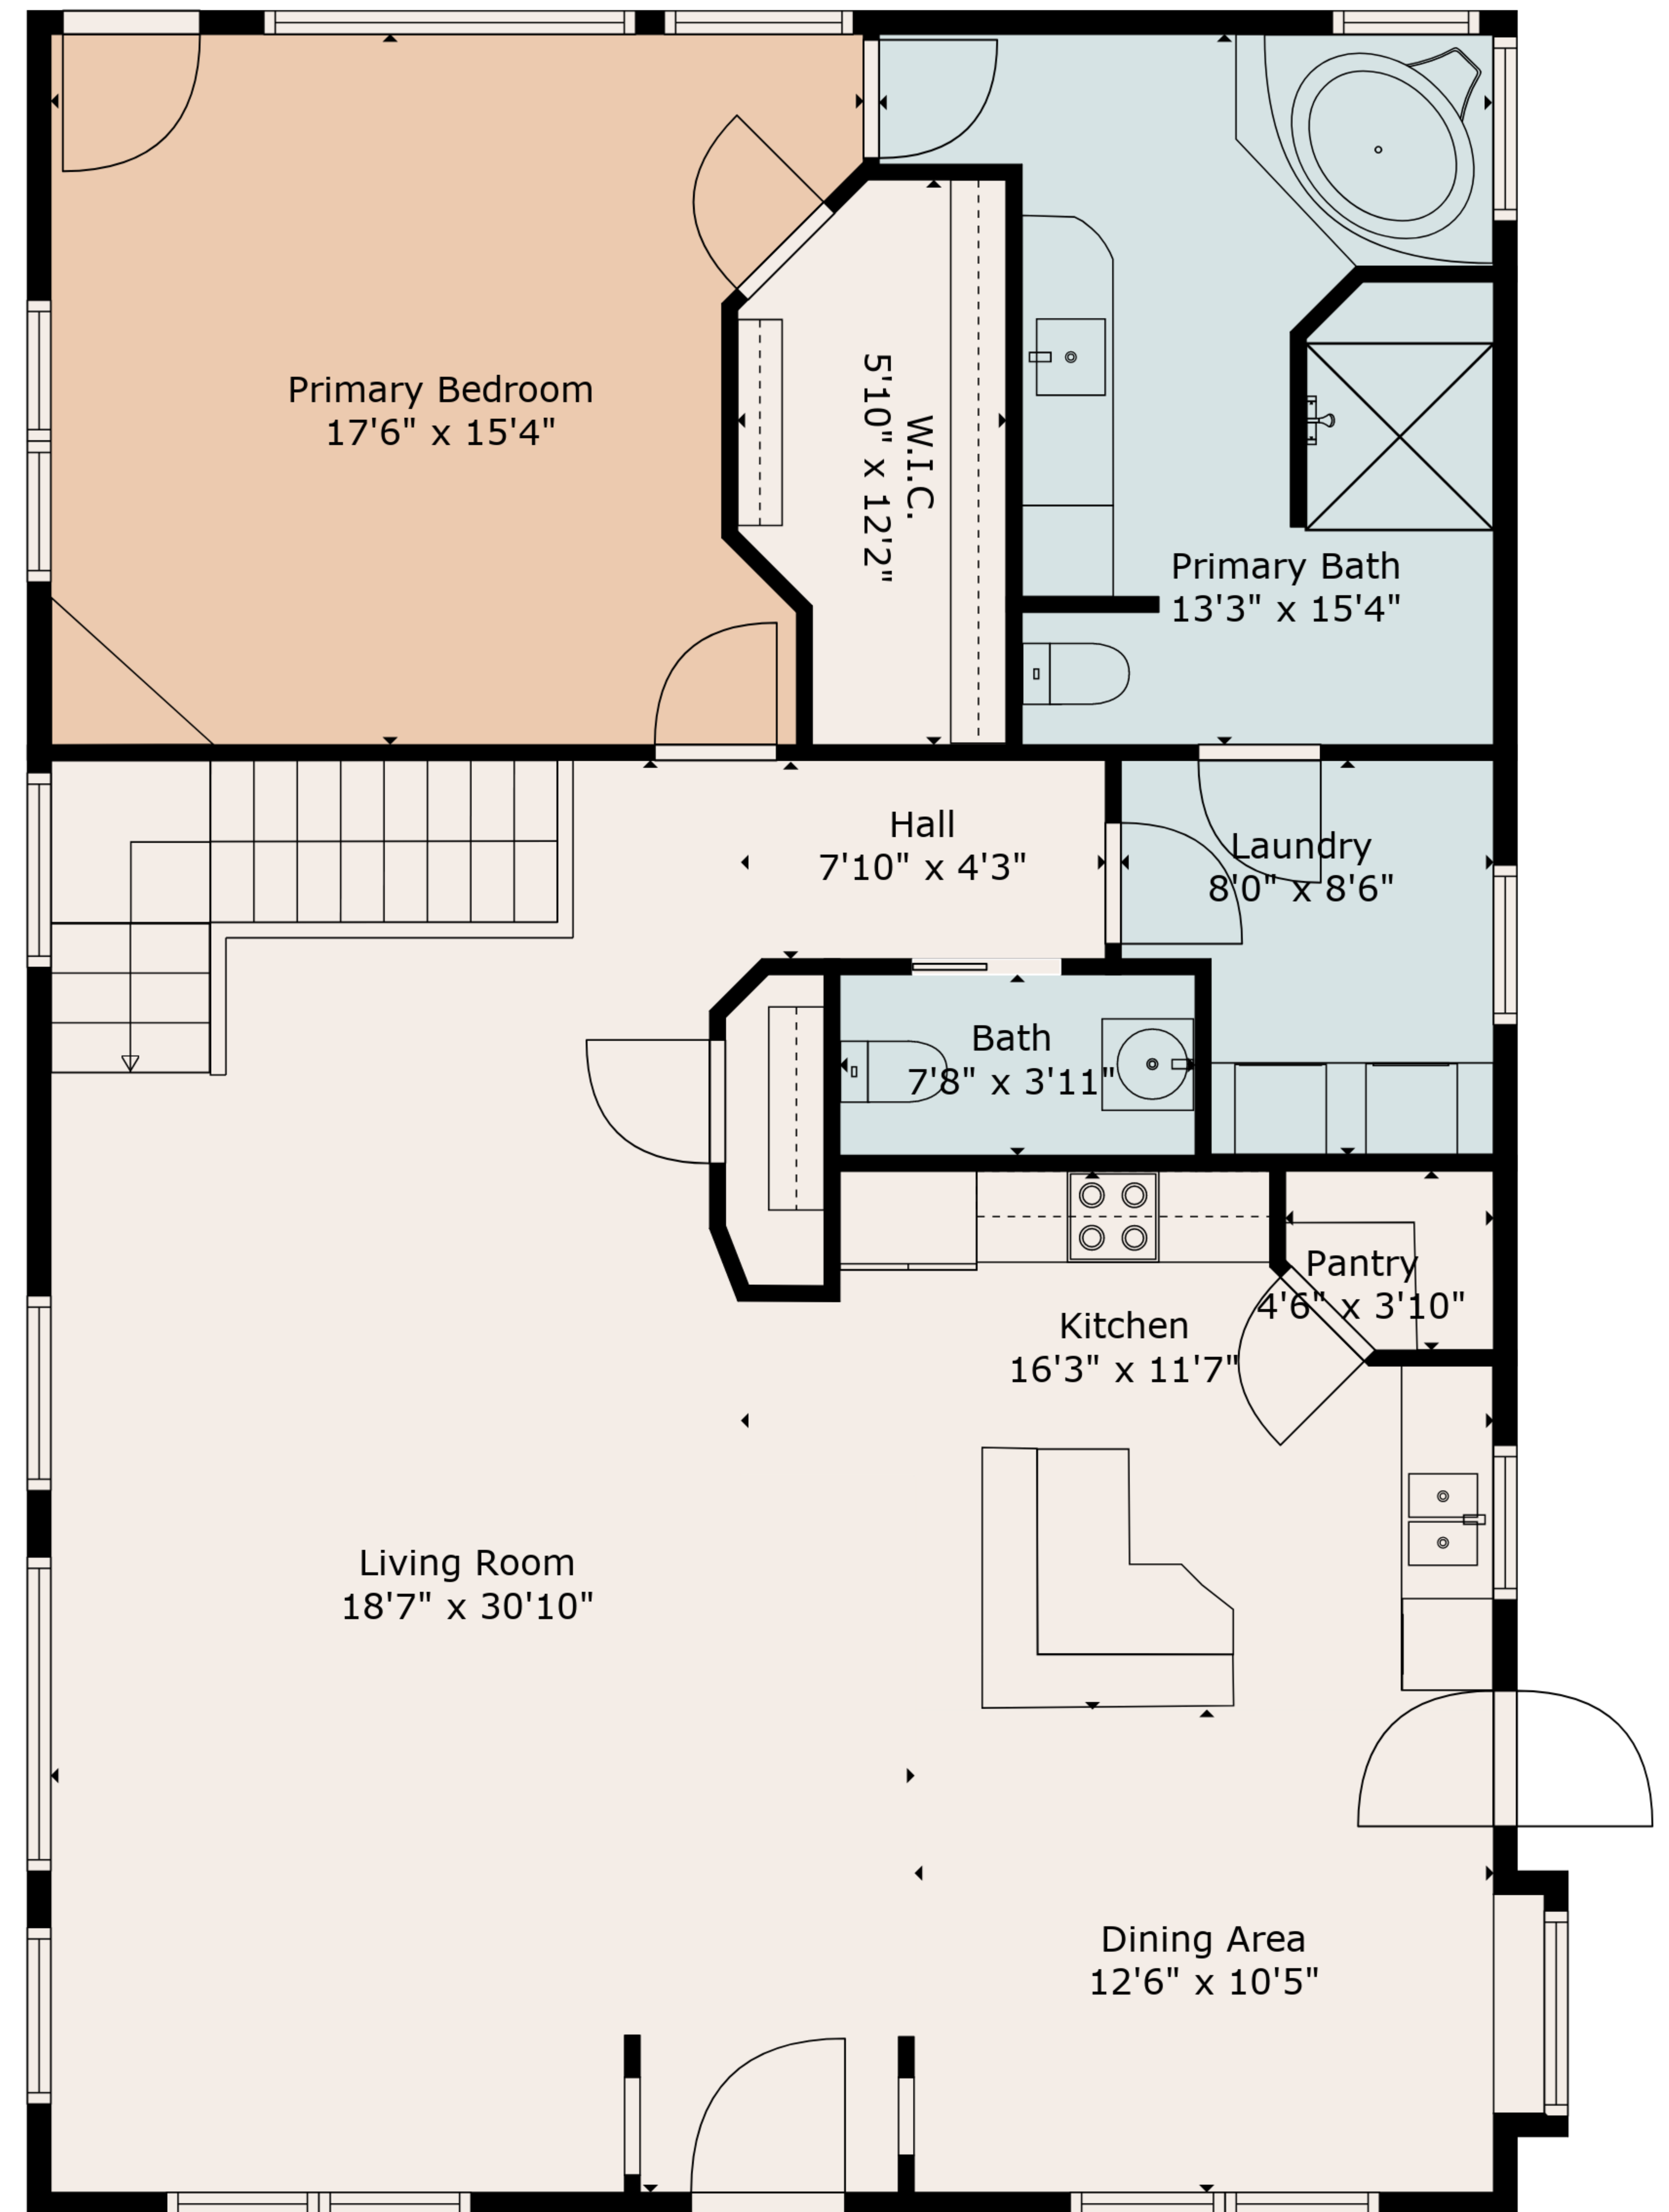 Primary Bedroom
17'6" x 15'4"
W.I.C.
5'10" x 12'2"
Primary Bath
13'3" x 15'4"
Hall
7'10" x 4'3"
Laundry
8'0" x 8'6"
Bath
7'8" x 3'11"
Pantry
4'6" x 3'10"
Kitchen
16'3" x 11'7"
Living Room
18'7" x 30'10"
Dining Area
12'6" x 10'5"